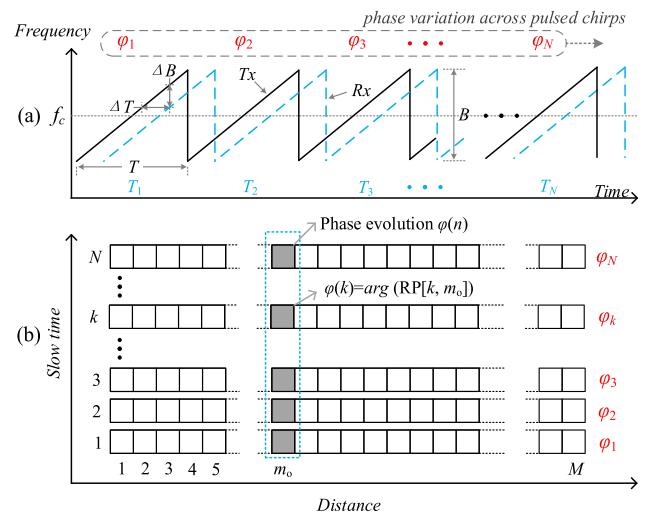 phase variation across pulsed chirps
Frequency
φ1 φ2 φ3 • • • φN
ΔB
Tx
ΔT
Rx
(a) fc
B
• • •
T
T1 T2 T3 • • • TN Time
Phase evolution φ(n)
N φN
φ(k)=arg (RP[k, mo])
k φk
(b)
Slow time
3 φ3
2 φ2
1 φ1
1 2 3 4 5 mo M
Distance